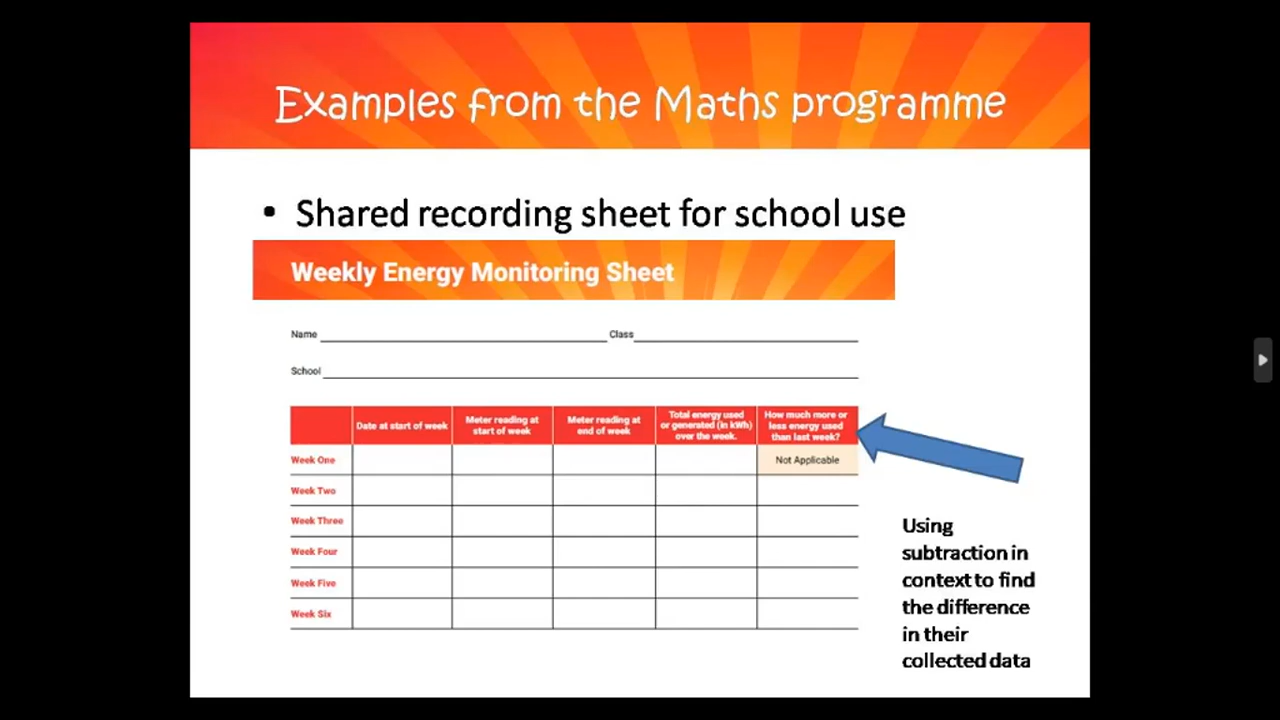 Examples from the Maths programme
• Shared recording sheet for school use
Weekly Energy Monitoring Sheet
Name Class
School
Date at start of week
Meter reading at
start of week
Meter reading at
end of week
Total energy used
or generated (in kWh)
over the week.
How much more or
less energy used
than last week?
Week One Not Applicable
Week Two
Week Three
Week Four
Week Five
Week Six
Using
subtraction in
context to find
the difference
in their
collected data